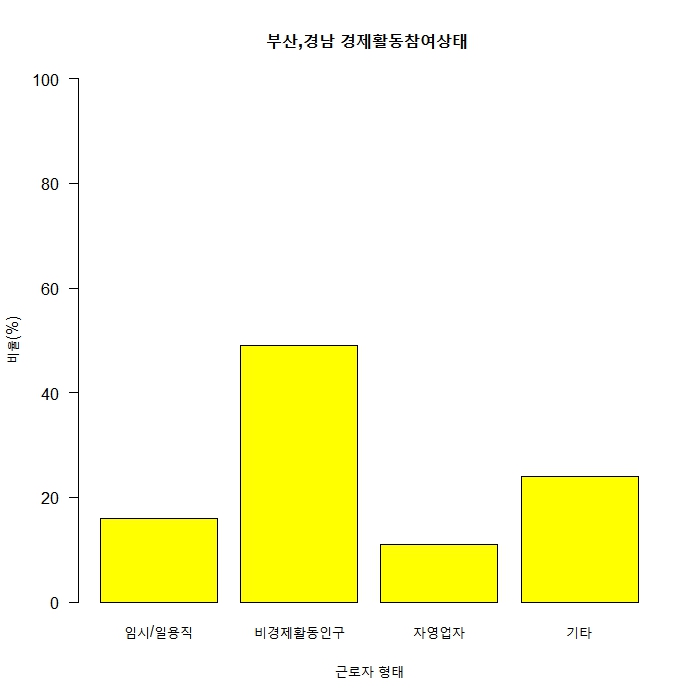 부산,경남 경제활동참여상태
100
80
60
40
20
0
비율(%)
임시/일용직
비경제활동인구
자영업자
기타
근로자 형태